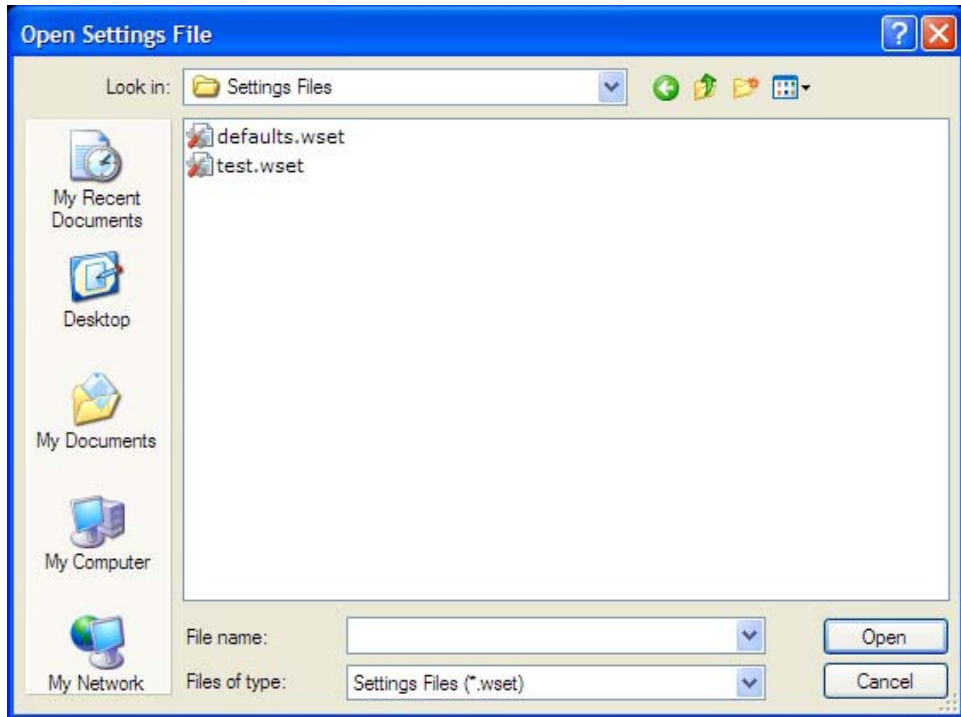 Open Settings File
Look in:
Settings Files
defaults.wset
test.wset
My Recent
Documents
Desktop
My Documents
My Computer
My Network
File name:
Open
Files of type:
Settings Files (*.wset)
Cancel